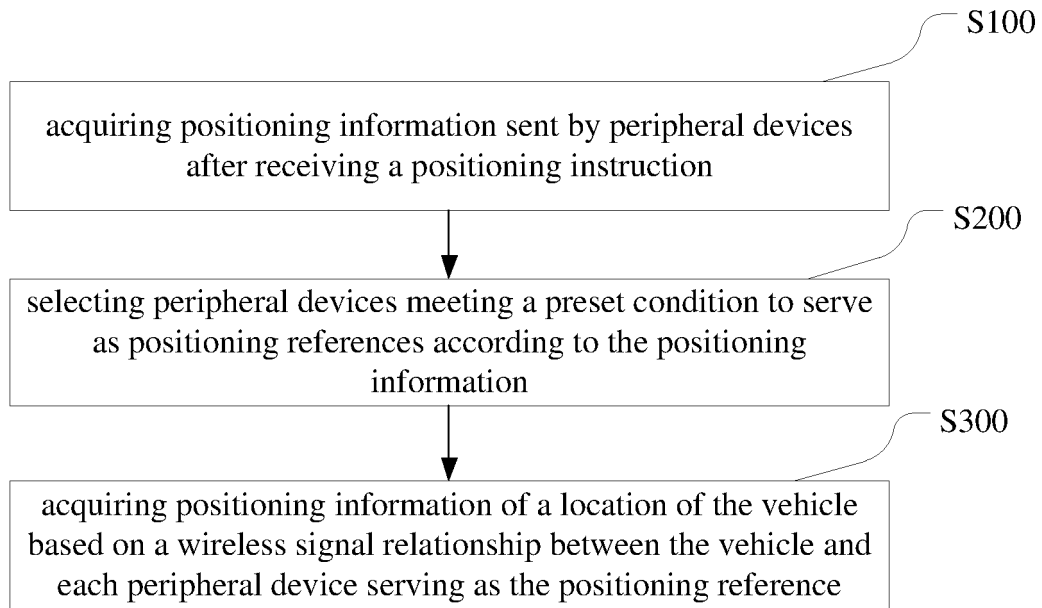 S100
acquiring positioning information sent by peripheral devices
after receiving a positioning instruction
S200
selecting peripheral devices meeting a preset condition to serve
as positioning references according to the positioning
information
S300
acquiring positioning information of a location of the vehicle
based on a wireless signal relationship between the vehicle and
each peripheral device serving as the positioning reference